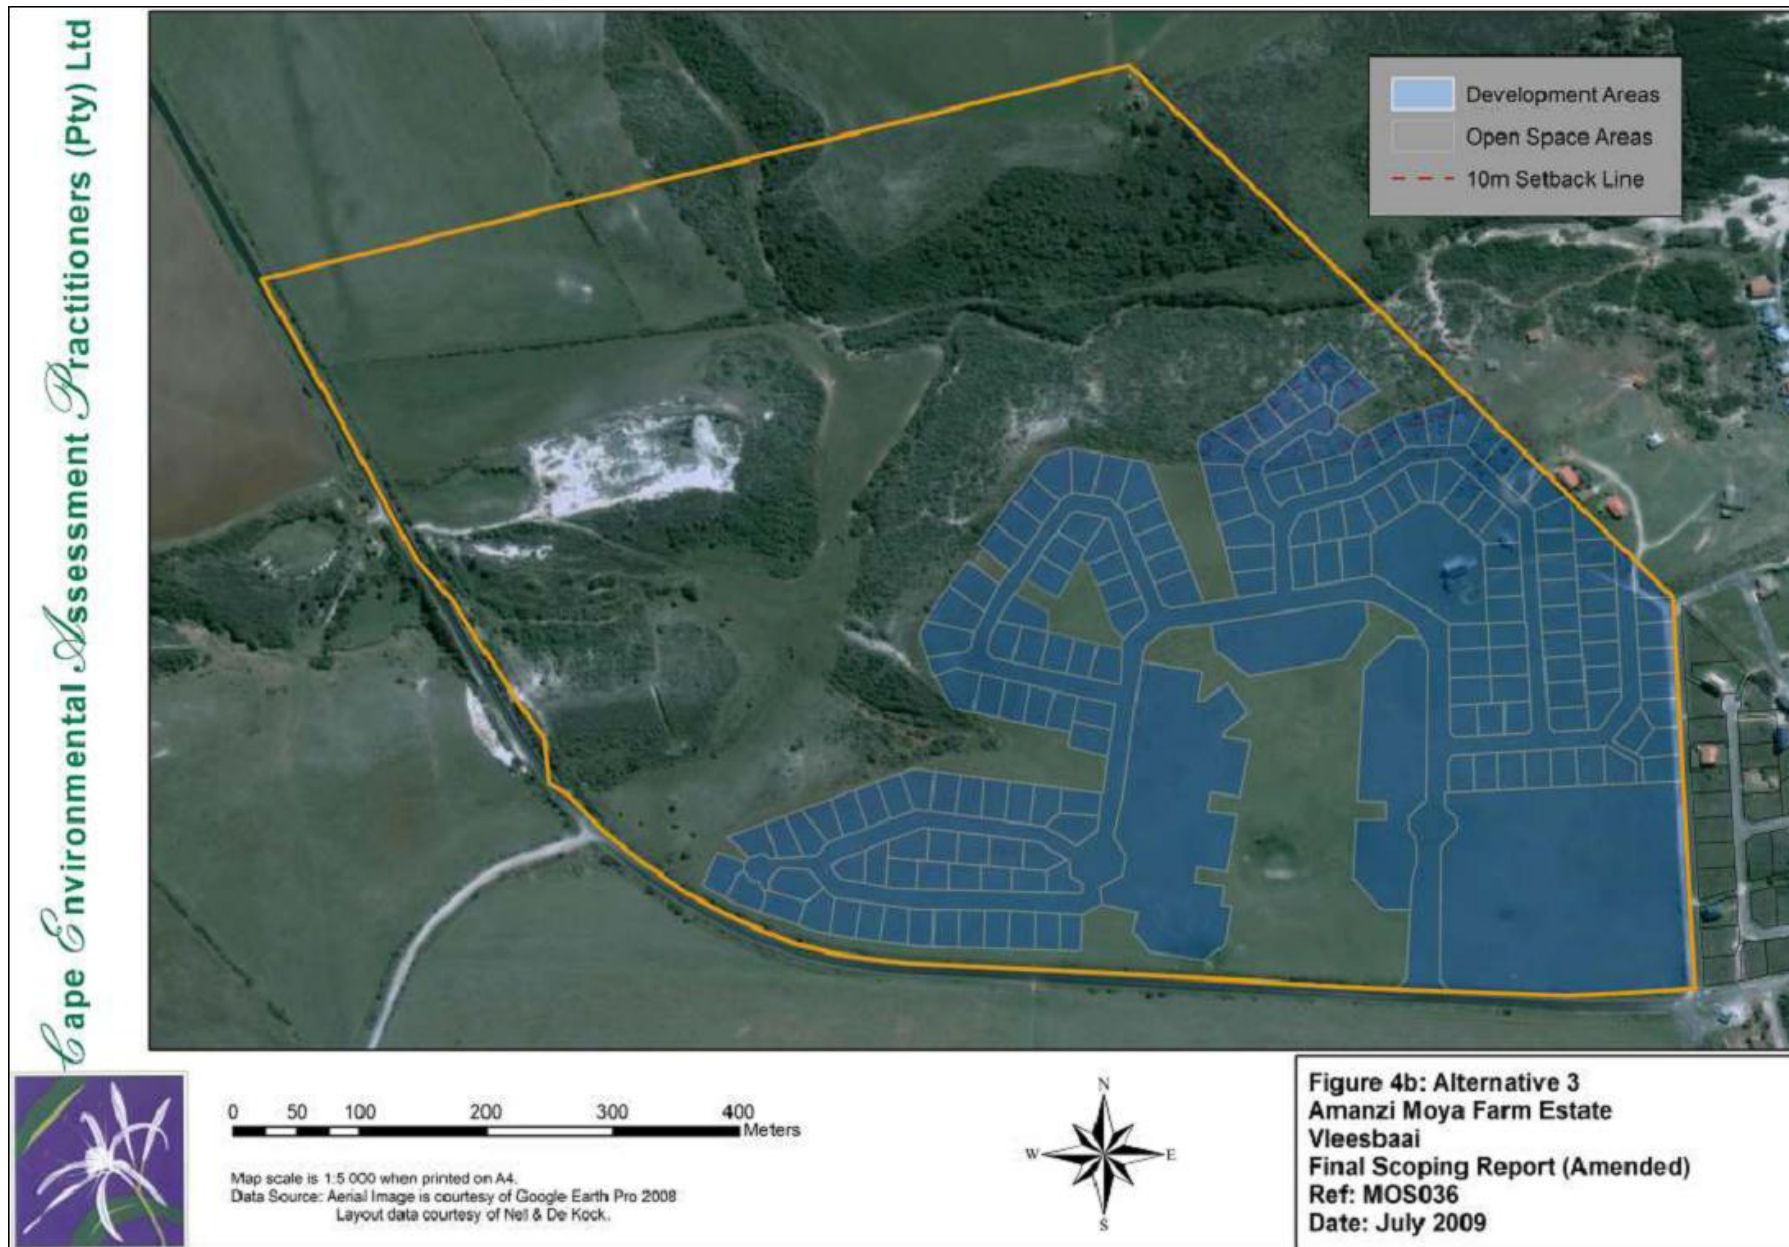 Cape Environmental Assessment Practitioners (Pty) Ltd
Development Areas
Open Space Areas
10m Setback Line
0 50 100 200 300 400
Meters
Map scale is 1:5 000 when printed on A4.
Data Source: Aerial Image is courtesy of Google Earth Pro 2008
Layout data courtesy of Nel & De Kock.
N
W E
S
Figure 4b: Alternative 3
Amanzi Moya Farm Estate
Vleesbaai
Final Scoping Report (Amended)
Ref: MOS036
Date: July 2009